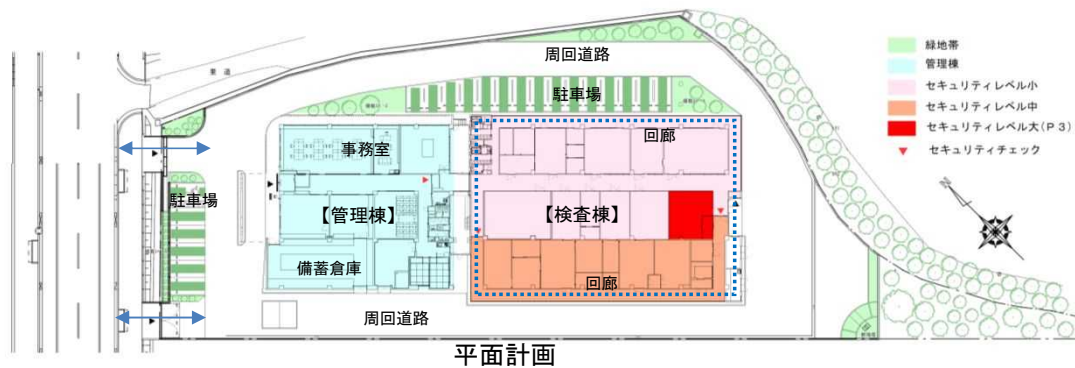 周回道路
緑地帯
管理棟
セキュリティレベル小
セキュリティレベル中
セキュリティレベル大(P3)
セキュリティチェック
駐車場
回廊
事務室
駐車場
【管理棟】
【検査棟】
備蓄倉庫
回廊
周回道路
N
平面計画